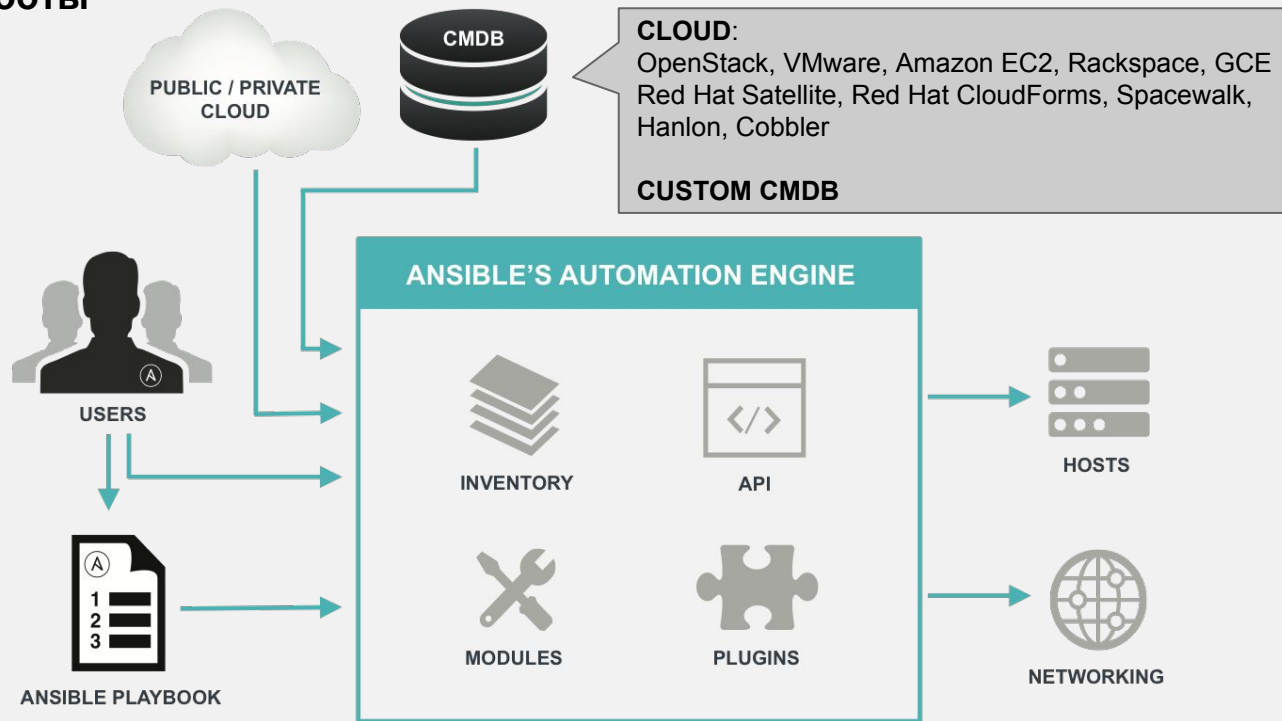 CLOUD:
OpenStack, VMware, Amazon EC2, Rackspace, GCE
Red Hat Satellite, Red Hat CloudForms, Spacewalk,
Hanlon, Cobbler
CUSTOM CMDB
CMDB
PUBLIC / PRIVATE
CLOUD
ANSIBLE'S AUTOMATION ENGINE
USERS
A
INVENTORY
API
</>
HOSTS
A
1
2
3
MODULES
PLUGINS
NETWORKING
ANSIBLE PLAYBOOK